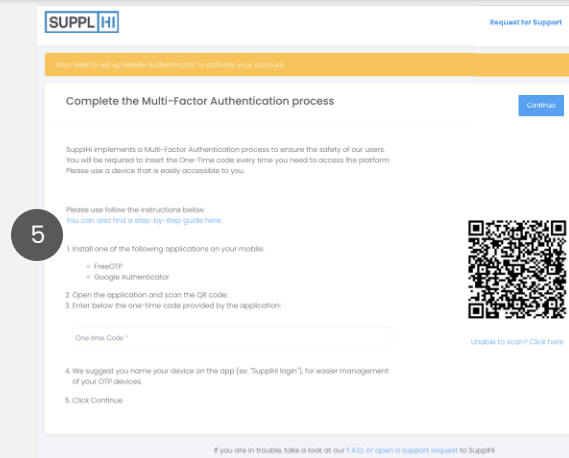 SUPPLHI
Request for Support
You need to set up Mobile Authenticator to activate your account.
Complete the Multi-Factor Authentication process
Continue
SupplHi implements a Multi-Factor Authentication process to ensure the safety of our users.
You will be required to insert the One-Time code every time you need to access the platform.
Please use a device that is easily accessible to you.
Please use follow the instructions below.
You can also find a step-by-step guide here.
5
1. Install one of the following applications on your mobile:
FreeOTP
Google Authenticator
2. Open the application and scan the QR code:
3. Enter below the one-time code provided by the application:
One-time Code *
Unable to scan? Click here
4. We suggest you name your device on the app (ex: "SupplHi login"), for easier management
of your OTP devices.
5. Click Continue
If you are in trouble, take a look at our F.A.Q. or open a support request to SupplHi